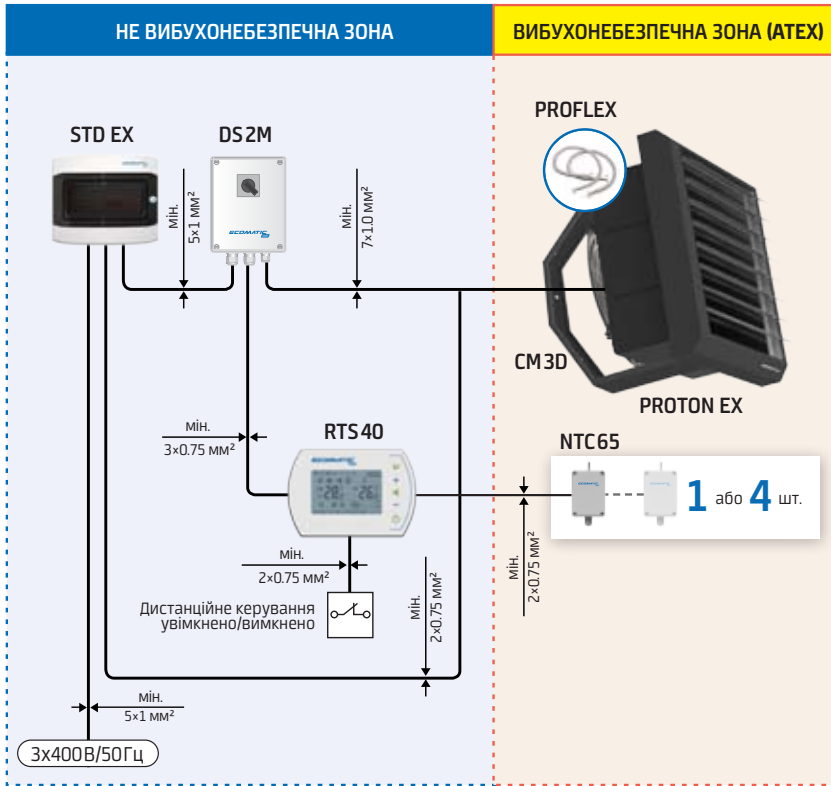 НЕ ВИБУХОНЕБЕЗПЕЧНА ЗОНА
ВИБУХОНЕБЕЗПЕЧНА ЗОНА (ATEX)
STD EX
DS2M
PROFLEX
мін.
5×1 мм²
мін.
7×1.0 мм²
ECOMATIC
CM3D
PROTON EX
мін.
3×0.75 мм²
RTS40
ECOMATIC
NTC65
1 або 4 шт.
мін.
2×0.75 мм²
мін.
2×0.75 мм²
мін.
2×0.75 мм²
Дистанційне керування
увімкнено/вимкнено
мін.
5×1 мм²
3x400В/50Гц